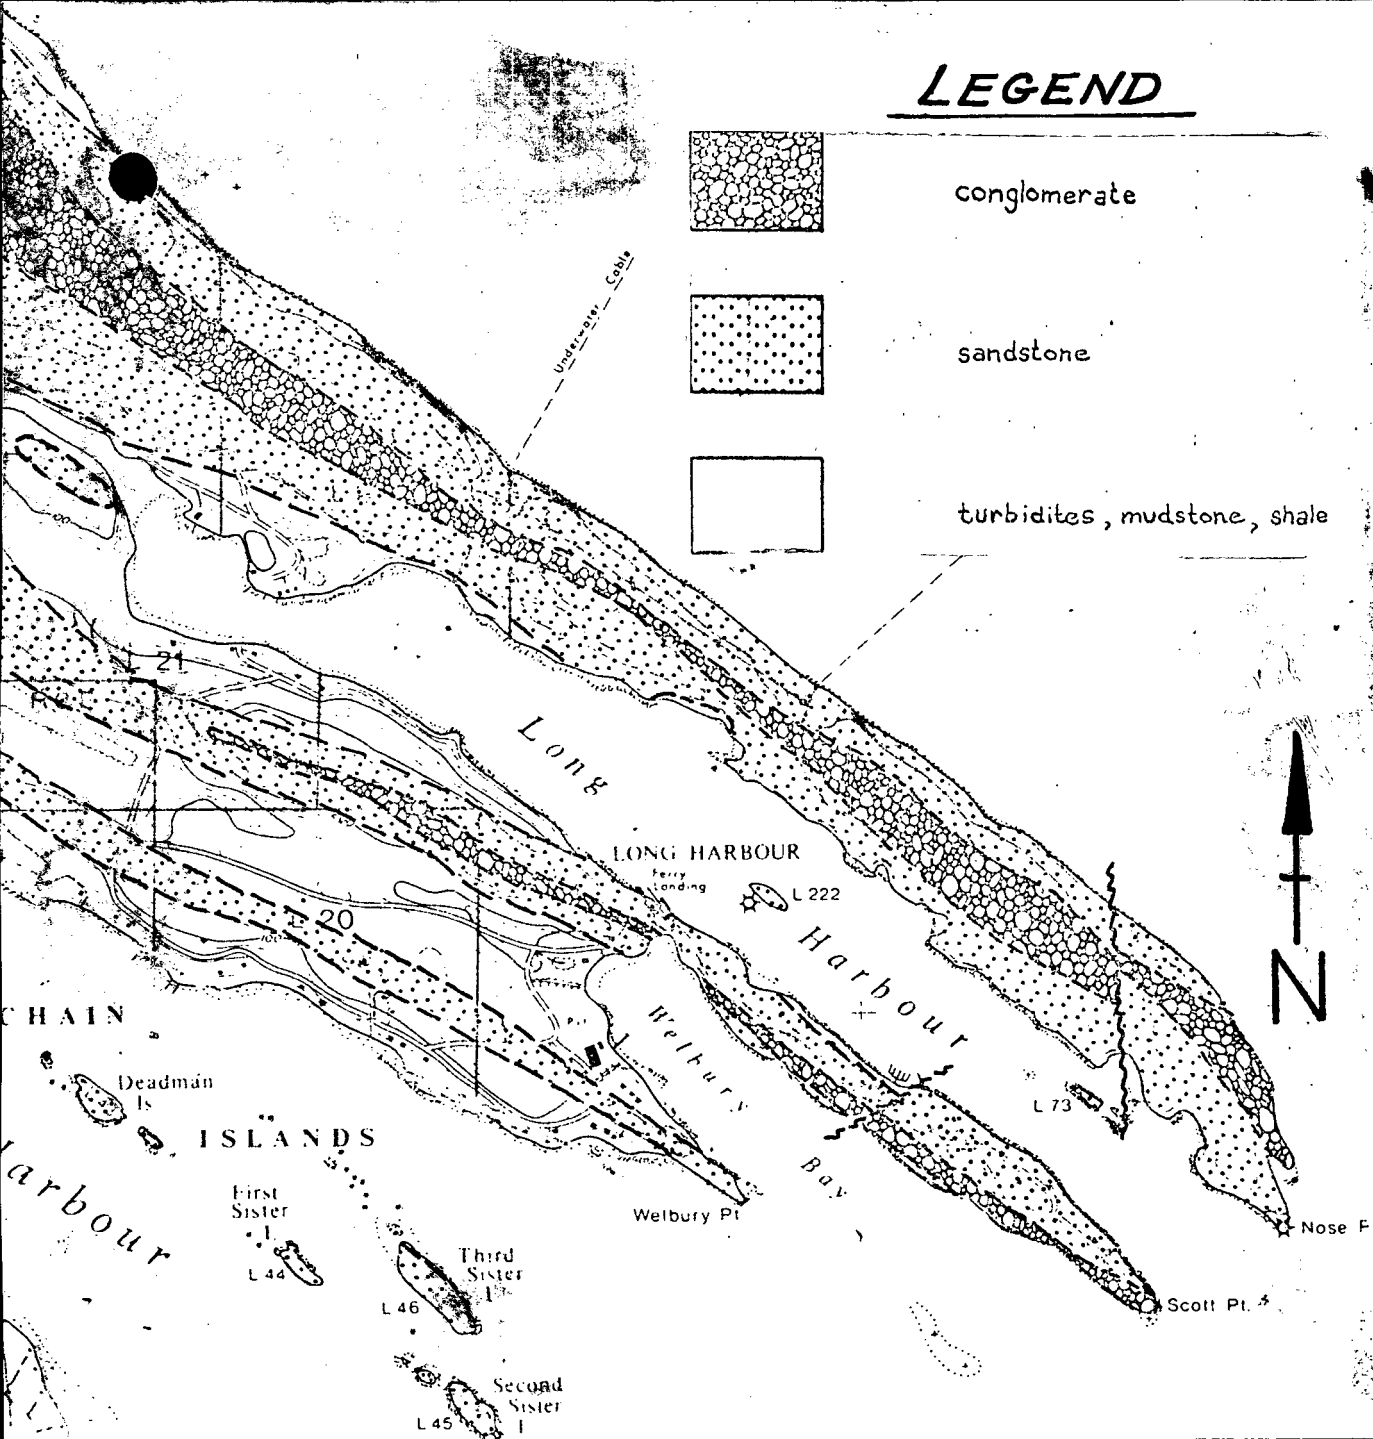 LEGEND
conglomerate
sandstone
turbidites, mudstone, shale
Underwater Cable
21
Long
LONG HARBOUR
Ferry
Landing
L 222
Harbour
N
20
CHAIN
Welbury
Deadman
Is
L 73
ISLANDS
arbour
Bay
First
Sister
I
L 44
Welbury Pt
Nose P
Third
Sister
I
L 46
Scott Pt.
Second
Sister
I
L 45